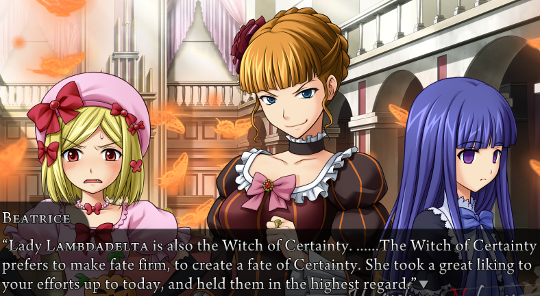 BEATRICE
“Lady LAMBDADELTA is also the Witch of Certainty. ......The Witch of Certainty
prefers to make fate firm, to create a fate of Certainty. She took a great liking to
your efforts up to today, and held them in the highest regard.”